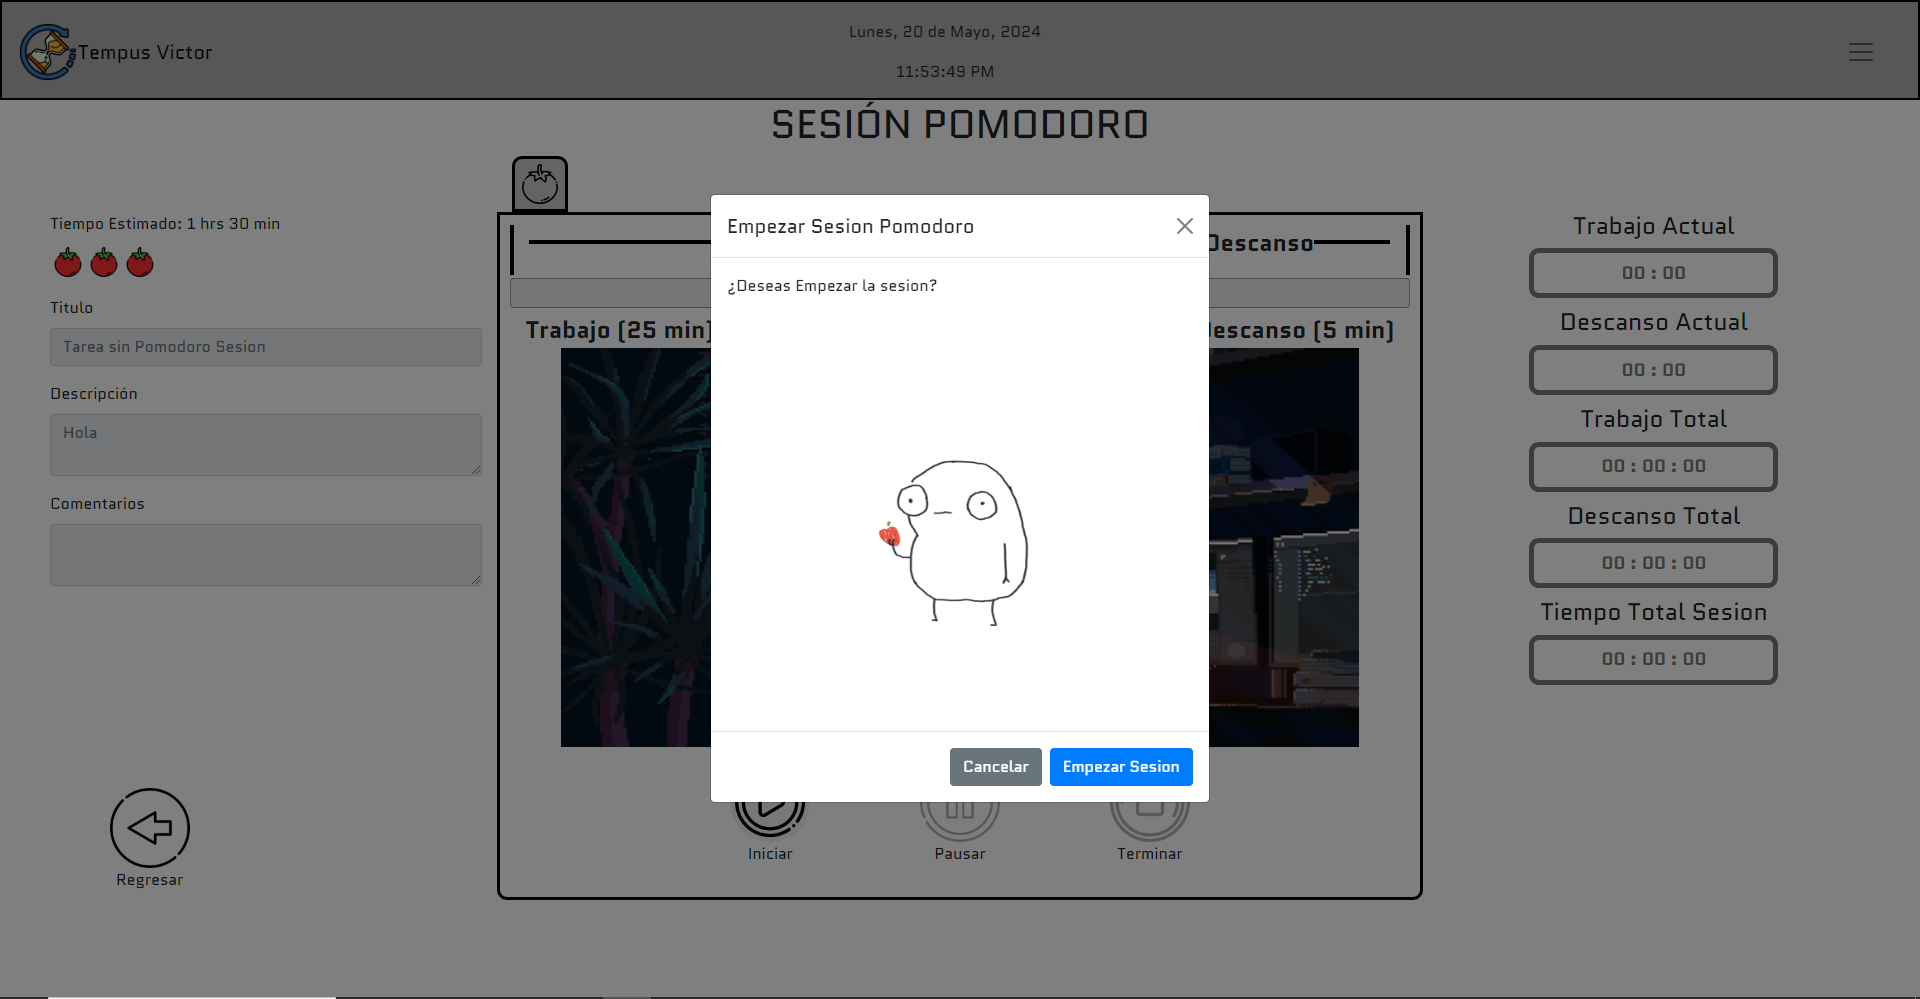 Tempus Victor
Lunes, 20 de Mayo, 2024
11:53:49 PM
SESIÓN POMODORO
Tiempo Estimado: 1 hrs 30 min
Titulo
Tarea sin Pomodoro Sesion
Descripción
Hola
Comentarios
Regresar
Empezar Sesion Pomodoro
¿Deseas Empezar la sesion?
Cancelar
Empezar Sesion
Descanso
Trabajo (25 min)
Descanso (5 min)
Iniciar
Pausar
Terminar
Trabajo Actual
00 : 00
Descanso Actual
00 : 00
Trabajo Total
00 : 00 : 00
Descanso Total
00 : 00 : 00
Tiempo Total Sesion
00 : 00 : 00